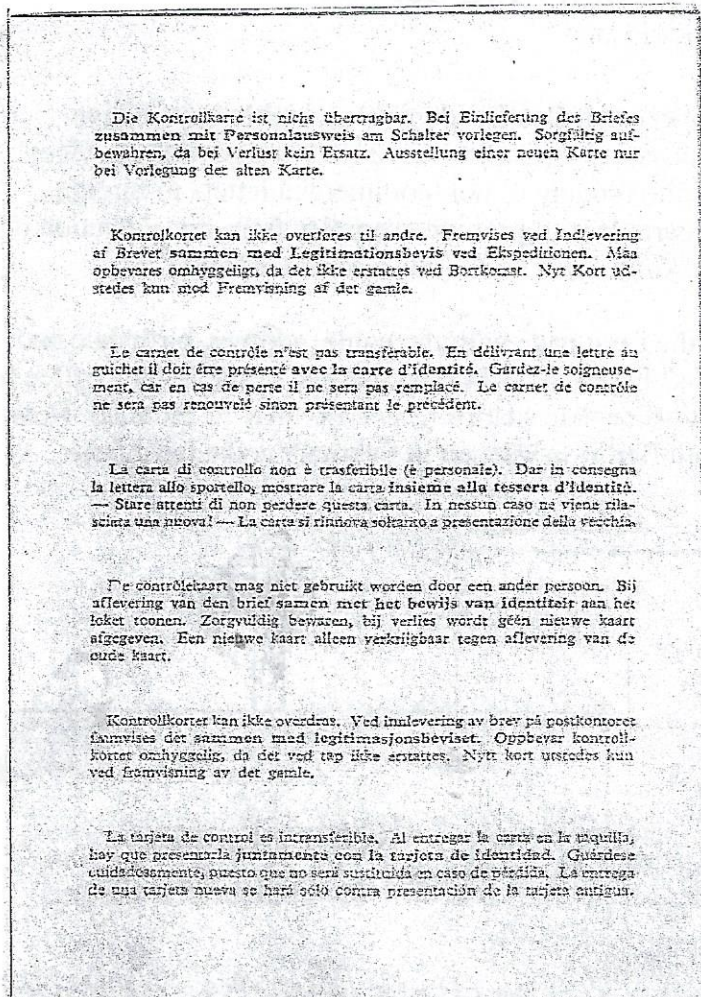 Die Kontrollkarte ist nicht übertragbar. Bei Einlieferung des Briefes
zusammen mit Personalausweis am Schalter vorlegen. Sorgfältig auf-
bewahren, da bei Verlust kein Ersatz. Ausstellung einer neuen Karte nur
bei Vorlegung der alten Karte.
Kontrolkortet kan ikke overføres til andre. Fremvises ved Indlevering
af Brevet sammen med Legitimationsbevis ved Ekspeditionen. Maa
opbevares omhyggeligt, da det ikke erstattes ved Bortkomst. Nyt Kort ud-
stedes kun mod Fremvisning af det gamle.
Le carnet de contrôle n'est pas transférable. En délivrant une lettre au
guichet il doit être présenté avec la carte d'identité. Gardez-le soigneuse-
ment, car en cas de perte il ne sera pas remplacé. Le carnet de contrôle
ne sera pas renouvelé sinon présentant le précédent.
La carta di controllo non è trasferibile (è personale). Dar in consegna
la lettera allo sportello, mostrare la carta insieme alla tessera d'identità.
— Stare attenti di non perdere questa carta. In nessun caso ne viene rila-
sciata una nuova! — La carta si rinnova soltanto a presentazione della vecchia.
De contrôlekaart mag niet gebruikt worden door een ander persoon. Bij
aflevering van den brief samen met het bewijs van identiteit aan het
loket toonen. Zorgvuldig bewaren, bij verlies wordt géén nieuwe kaart
afgegeven. Een nieuwe kaart alleen verkrijgbaar tegen aflevering van de
oude kaart.
Kontrollkortet kan ikke overdras. Ved innlevering av brev på postkontoret
framvises det sammen med legitimasjonsbeviset. Oppbevar kontroll-
kortet omhyggelig, da det ved tap ikke erstattes. Nytt kort utstedes kun
ved framvisning av det gamle.
La tarjeta de control es intransferible. Al entregar la carta en la taquilla,
hay que presentarla juntamente con la tarjeta de identidad. Guárdese
cuidadosamente, puesto que no será sustituida en caso de pérdida. La entrega
de una tarjeta nueva se hará sólo contra presentación de la tarjeta antigua.